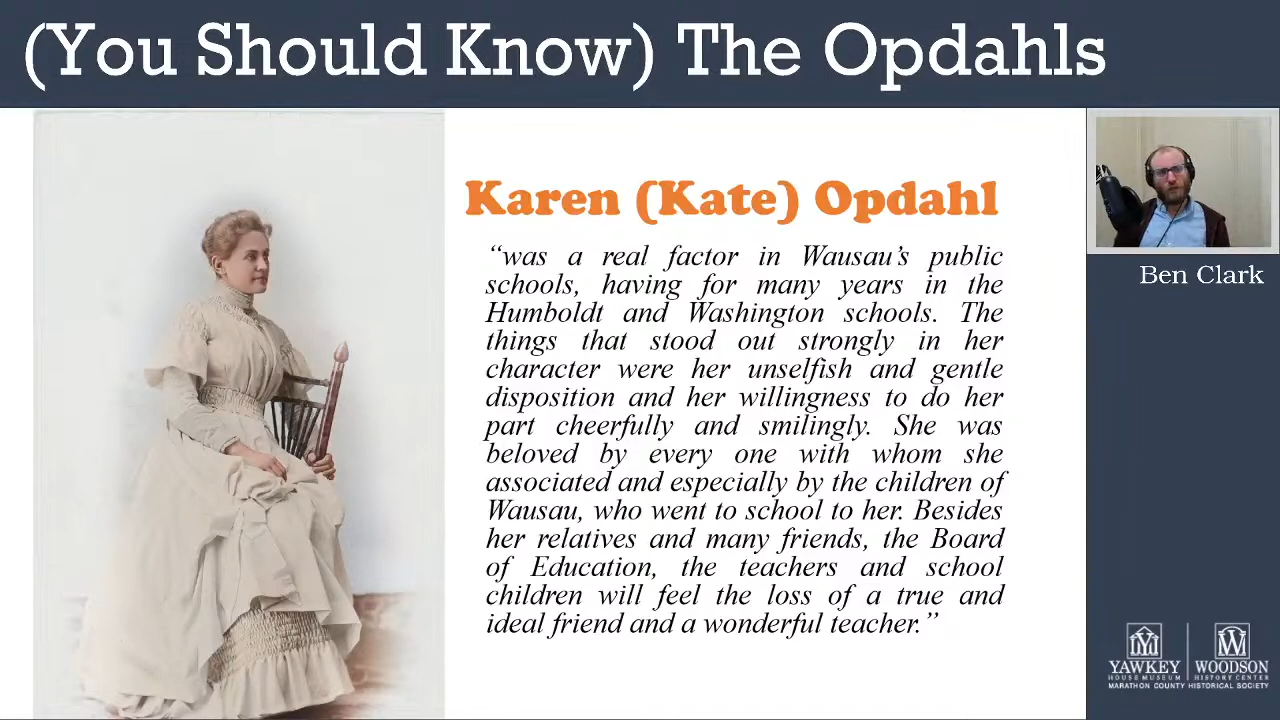 (You Should Know) The Opdahls
Karen (Kate) Opdahl
“was a real factor in Wausau’s public
schools, having for many years in the
Humboldt and Washington schools. The
things that stood out strongly in her
character were her unselfish and gentle
disposition and her willingness to do her
part cheerfully and smilingly. She was
beloved by every one with whom she
associated and especially by the children of
Wausau, who went to school to her. Besides
her relatives and many friends, the Board
of Education, the teachers and school
children will feel the loss of a true and
ideal friend and a wonderful teacher.”
Ben Clark
YAWKEY
HOUSE MUSEUM
WOODSON
HISTORY CENTER
MARATHON COUNTY HISTORICAL SOCIETY